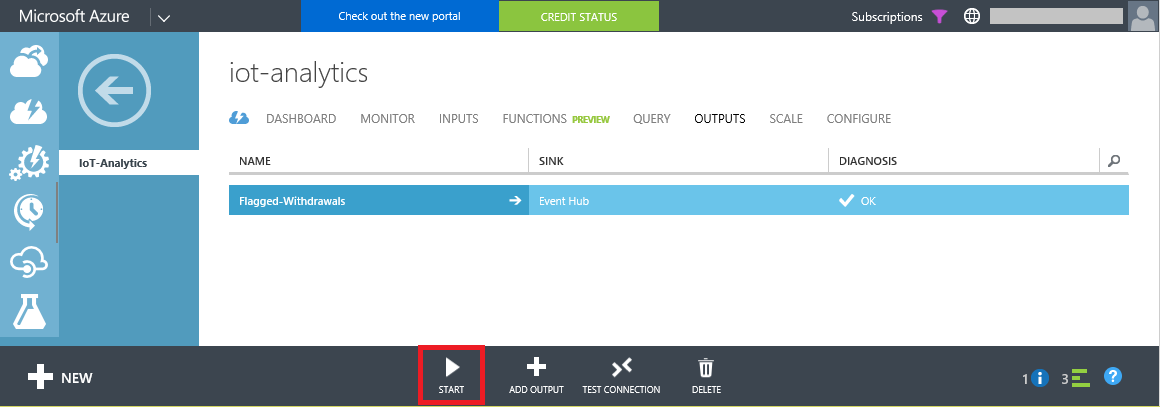 Microsoft Azure Check out the new portal CREDIT STATUS Subscriptions
iot-analytics
DASHBOARD MONITOR INPUTS FUNCTIONS PREVIEW QUERY OUTPUTS SCALE CONFIGURE
IoT-Analytics
NAME SINK DIAGNOSIS
Flagged-Withdrawals Event Hub OK
NEW
START ADD OUTPUT TEST CONNECTION DELETE
1 i 3 ?